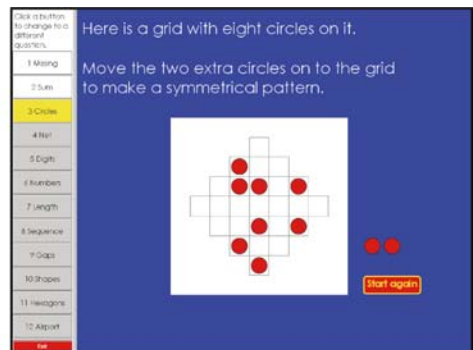 Click a button
to change to a
different
question.
1 Missing
2 Sum
3 Circles
4 Net
5 Digits
6 Numbers
7 Length
8 Sequence
9 Gaps
10 Shapes
11 Hexagons
12 Airport
Exit
Here is a grid with eight circles on it.
Move the two extra circles on to the grid
to make a symmetrical pattern.
Start again